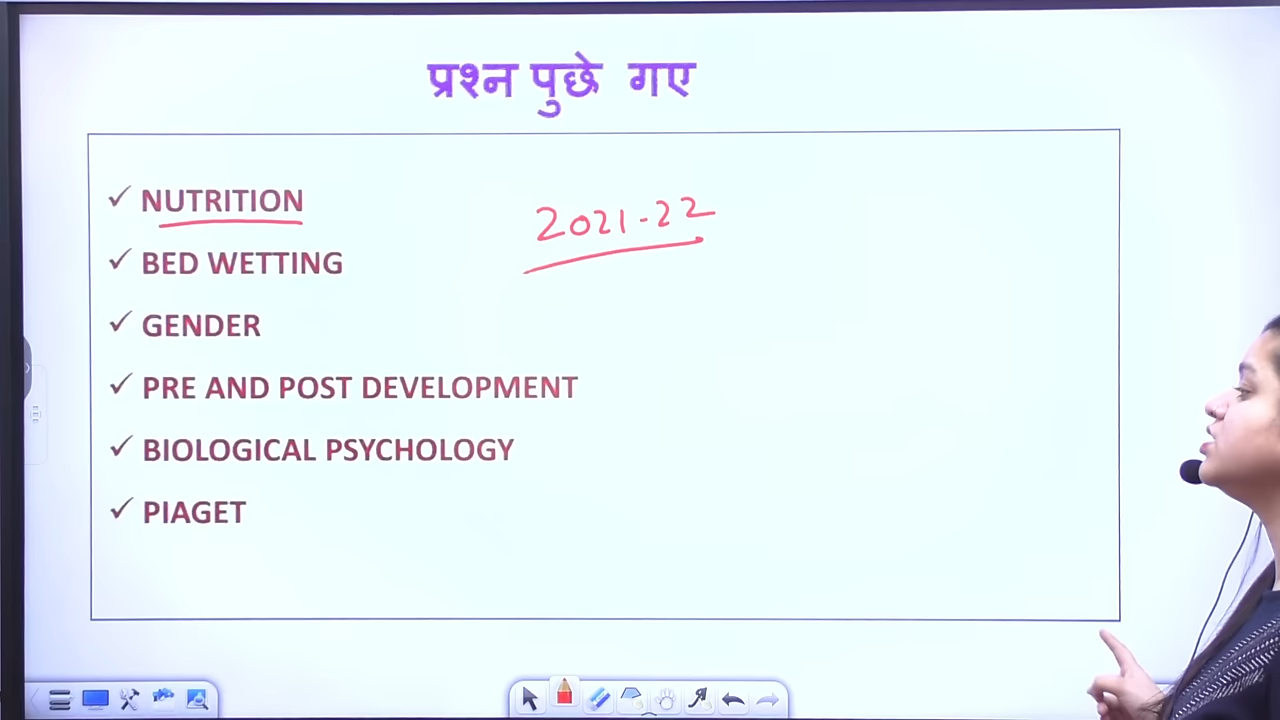 प्रश्न पुछे गए
✓ NUTRITION
2021-22
✓ BED WETTING
✓ GENDER
✓ PRE AND POST DEVELOPMENT
✓ BIOLOGICAL PSYCHOLOGY
✓ PIAGET